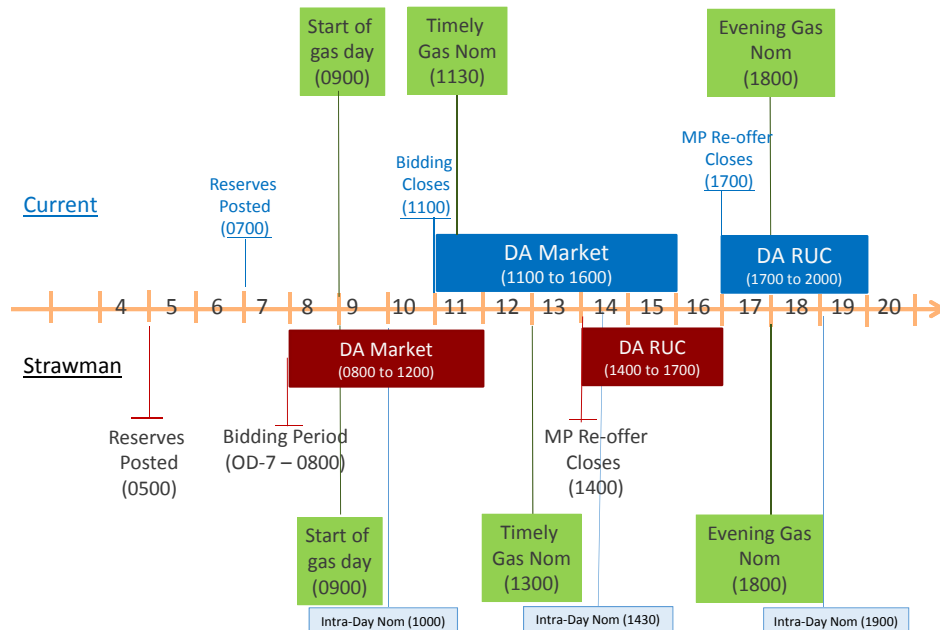 Start of
gas day
(0900)
Timely
Gas Nom
(1130)
Evening Gas
Nom
(1800)
MP Re-offer
Closes
(1700)
Bidding
Closes
(1100)
Reserves
Posted
(0700)
Current
DA Market
(1100 to 1600)
DA RUC
(1700 to 2000)
4 5 6 7 8 9 10 11 12 13 14 15 16 17 18 19 20
Strawman
DA Market
(0800 to 1200)
DA RUC
(1400 to 1700)
Reserves
Posted
(0500)
Bidding Period
(OD-7 – 0800)
MP Re-offer
Closes
(1400)
Start of
gas day
(0900)
Timely
Gas Nom
(1300)
Evening Gas
Nom
(1800)
Intra-Day Nom (1000)
Intra-Day Nom (1430)
Intra-Day Nom (1900)